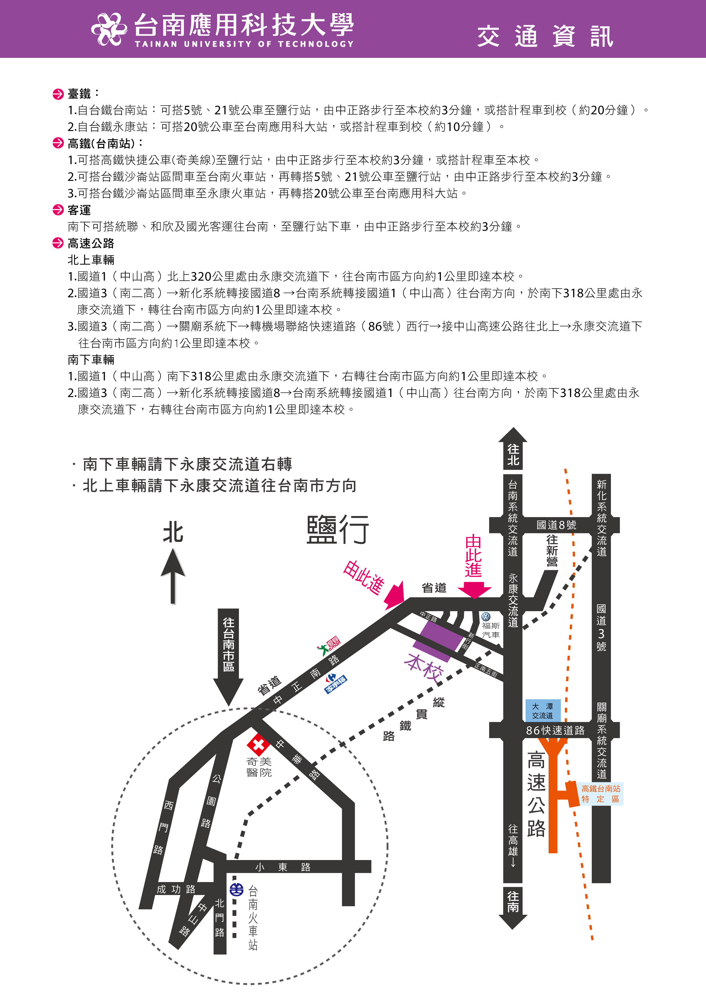 台南應用科技大學
TAINAN UNIVERSITY OF TECHNOLOGY
交通資訊
臺鐵：
1.自台鐵台南站：可搭5號、21號公車至鹽行站，由中正路步行至本校約3分鐘，或搭計程車到校（約20分鐘）。
2.自台鐵永康站：可搭20號公車至台南應用科大站，或搭計程車到校（約10分鐘）。
高鐵(台南站)：
1.可搭高鐵快捷公車(奇美線)至鹽行站，由中正路步行至本校約3分鐘，或搭計程車至本校。
2.可搭台鐵沙崙站區間車至台南火車站，再轉搭5號、21號公車至鹽行站，由中正路步行至本校約3分鐘。
3.可搭台鐵沙崙站區間車至永康火車站，再轉搭20號公車至台南應用科大站。
客運
南下可搭統聯、和欣及國光客運往台南，至鹽行站下車，由中正路步行至本校約3分鐘。
高速公路
北上車輛
1.國道1（中山高）北上320公里處由永康交流道下，往台南市區方向約1公里即達本校。
2.國道3（南二高）→新化系統轉接國道8 →台南系統轉接國道1（中山高）往台南方向，於南下318公里處由永
康交流道下，轉往台南市區方向約1公里即達本校。
3.國道3（南二高）→關廟系統下→轉機場聯絡快速道路（86號）西行→接中山高速公路往北上→永康交流道下
往台南市區方向約1公里即達本校。
南下車輛
1.國道1（中山高）南下318公里處由永康交流道下，右轉往台南市區方向約1公里即達本校。
2.國道3（南二高）→新化系統轉接國道8→台南系統轉接國道1（中山高）往台南方向，於南下318公里處由永
康交流道下，右轉往台南市區方向約1公里即達本校。
．南下車輛請下永康交流道右轉
．北上車輛請下永康交流道往台南市方向
往北
台南系統交流道
新化系統交流道
國道8號
往新營
北
鹽行
由此進
由此進
省道
永康交流道
國道3號
中正路
福斯
汽車
新行街
本校
正南五街
往台南市區
愛買
a.mart
家樂福
省道
中正南路
縱貫鐵路
大潭
交流道
86快速道路
關廟系統交流道
高速公路
高鐵台南站
特定區
往高雄↓
往南
奇美
醫院
中華路
公園路
西門路
小東路
成功路
中山路
北門路
台南火車站